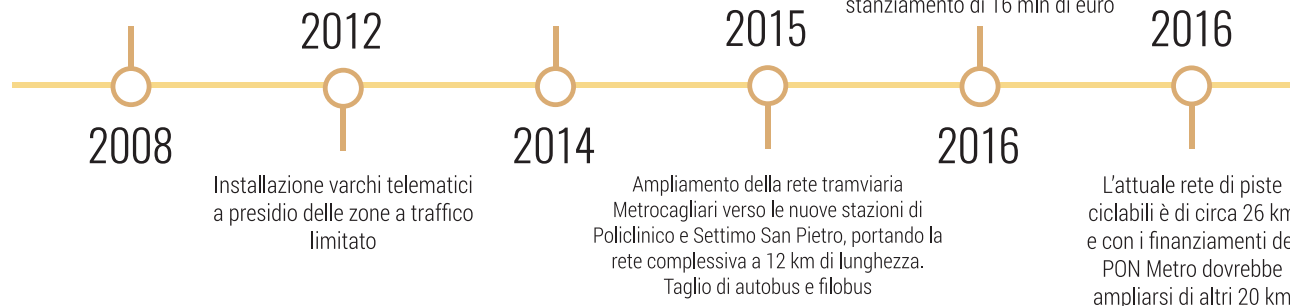 stanziamento di 16 mln di euro
2012
2015
2016
2008
2014
2016
Installazione varchi telematici
a presidio delle zone a traffico
limitato
Ampliamento della rete tramviaria
Metrocagliari verso le nuove stazioni di
Policlinico e Settimo San Pietro, portando la
rete complessiva a 12 km di lunghezza.
Taglio di autobus e filobus
L'attuale rete di piste
ciclabili è di circa 26 km
e con i finanziamenti de
PON Metro dovrebbe
ampliarsi di altri 20 km